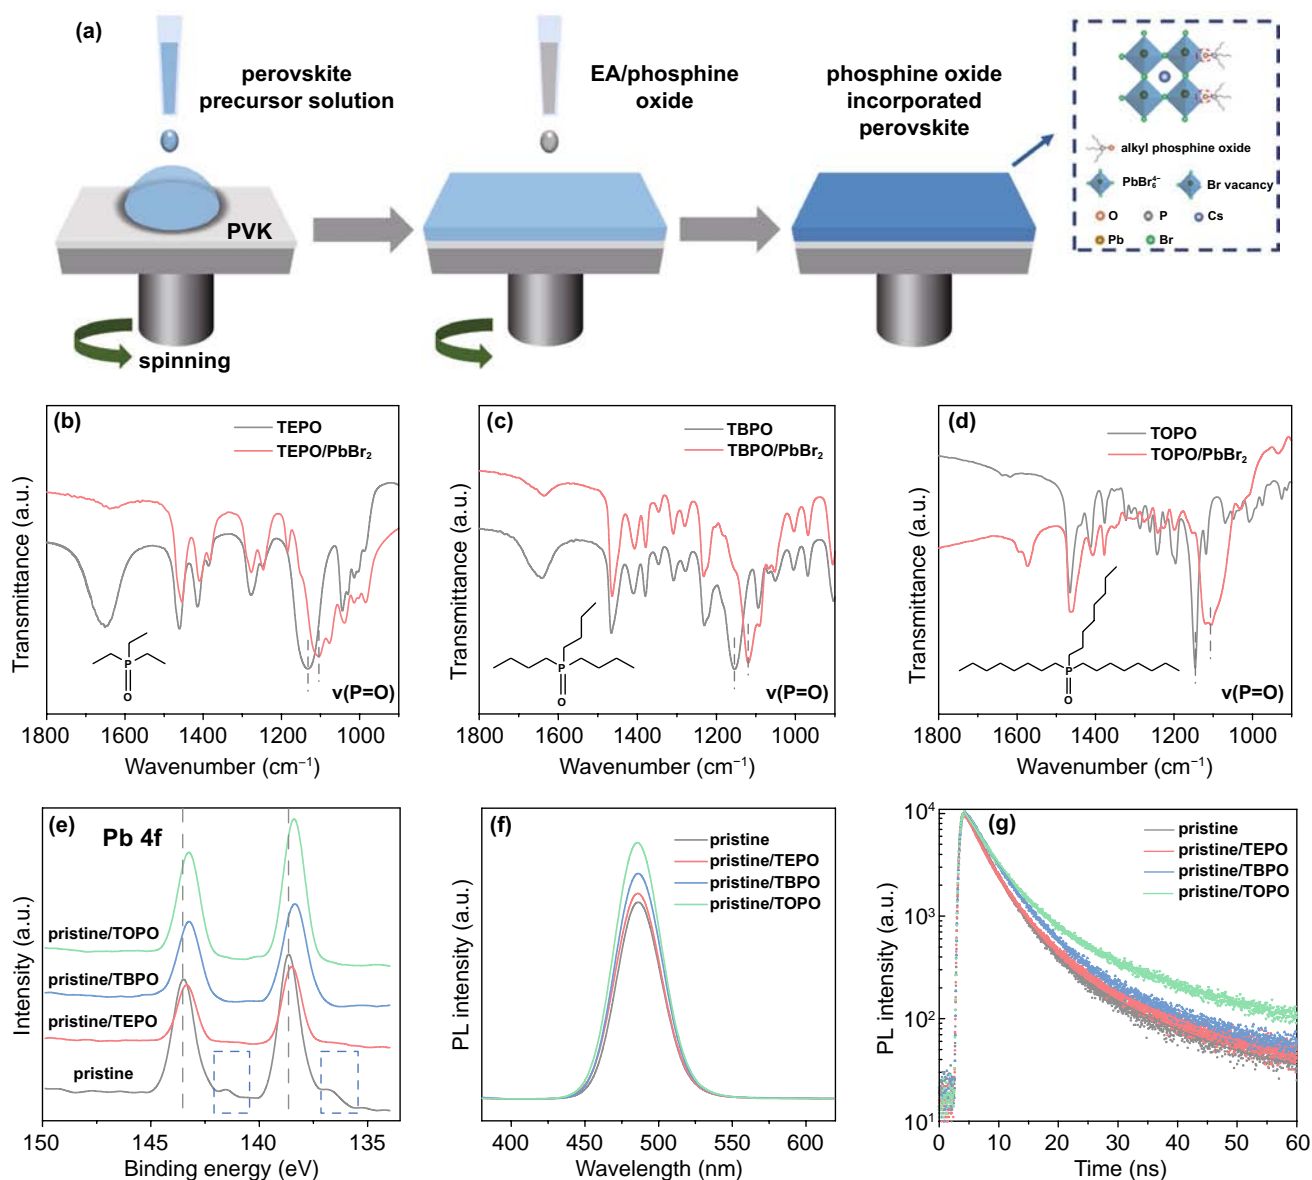 (a)
perovskite
precursor solution
EA/phosphine
oxide
phosphine oxide
incorporated
perovskite
PVK
spinning
alkyl phosphine oxide
PbBr₆⁴⁻
Br vacancy
O
P
Cs
Pb
Br
(b)
TEPO
TEPO/PbBr₂
Transmittance (a.u.)
P
O
ν(P=O)
1800 1600 1400 1200 1000
Wavenumber (cm⁻¹)
(c)
TBPO
TBPO/PbBr₂
Transmittance (a.u.)
P
O
ν(P=O)
1800 1600 1400 1200 1000
Wavenumber (cm⁻¹)
(d)
TOPO
TOPO/PbBr₂
Transmittance (a.u.)
P
O
ν(P=O)
1800 1600 1400 1200 1000
Wavenumber (cm⁻¹)
(e)
Pb 4f
pristine/TOPO
pristine/TBPO
pristine/TEPO
pristine
Intensity (a.u.)
150 145 140 135
Binding energy (eV)
(f)
pristine
pristine/TEPO
pristine/TBPO
pristine/TOPO
PL intensity (a.u.)
400 450 500 550 600
Wavelength (nm)
(g)
pristine
pristine/TEPO
pristine/TBPO
pristine/TOPO
PL intensity (a.u.)
10⁴
10³
10²
10¹
0 10 20 30 40 50 60
Time (ns)